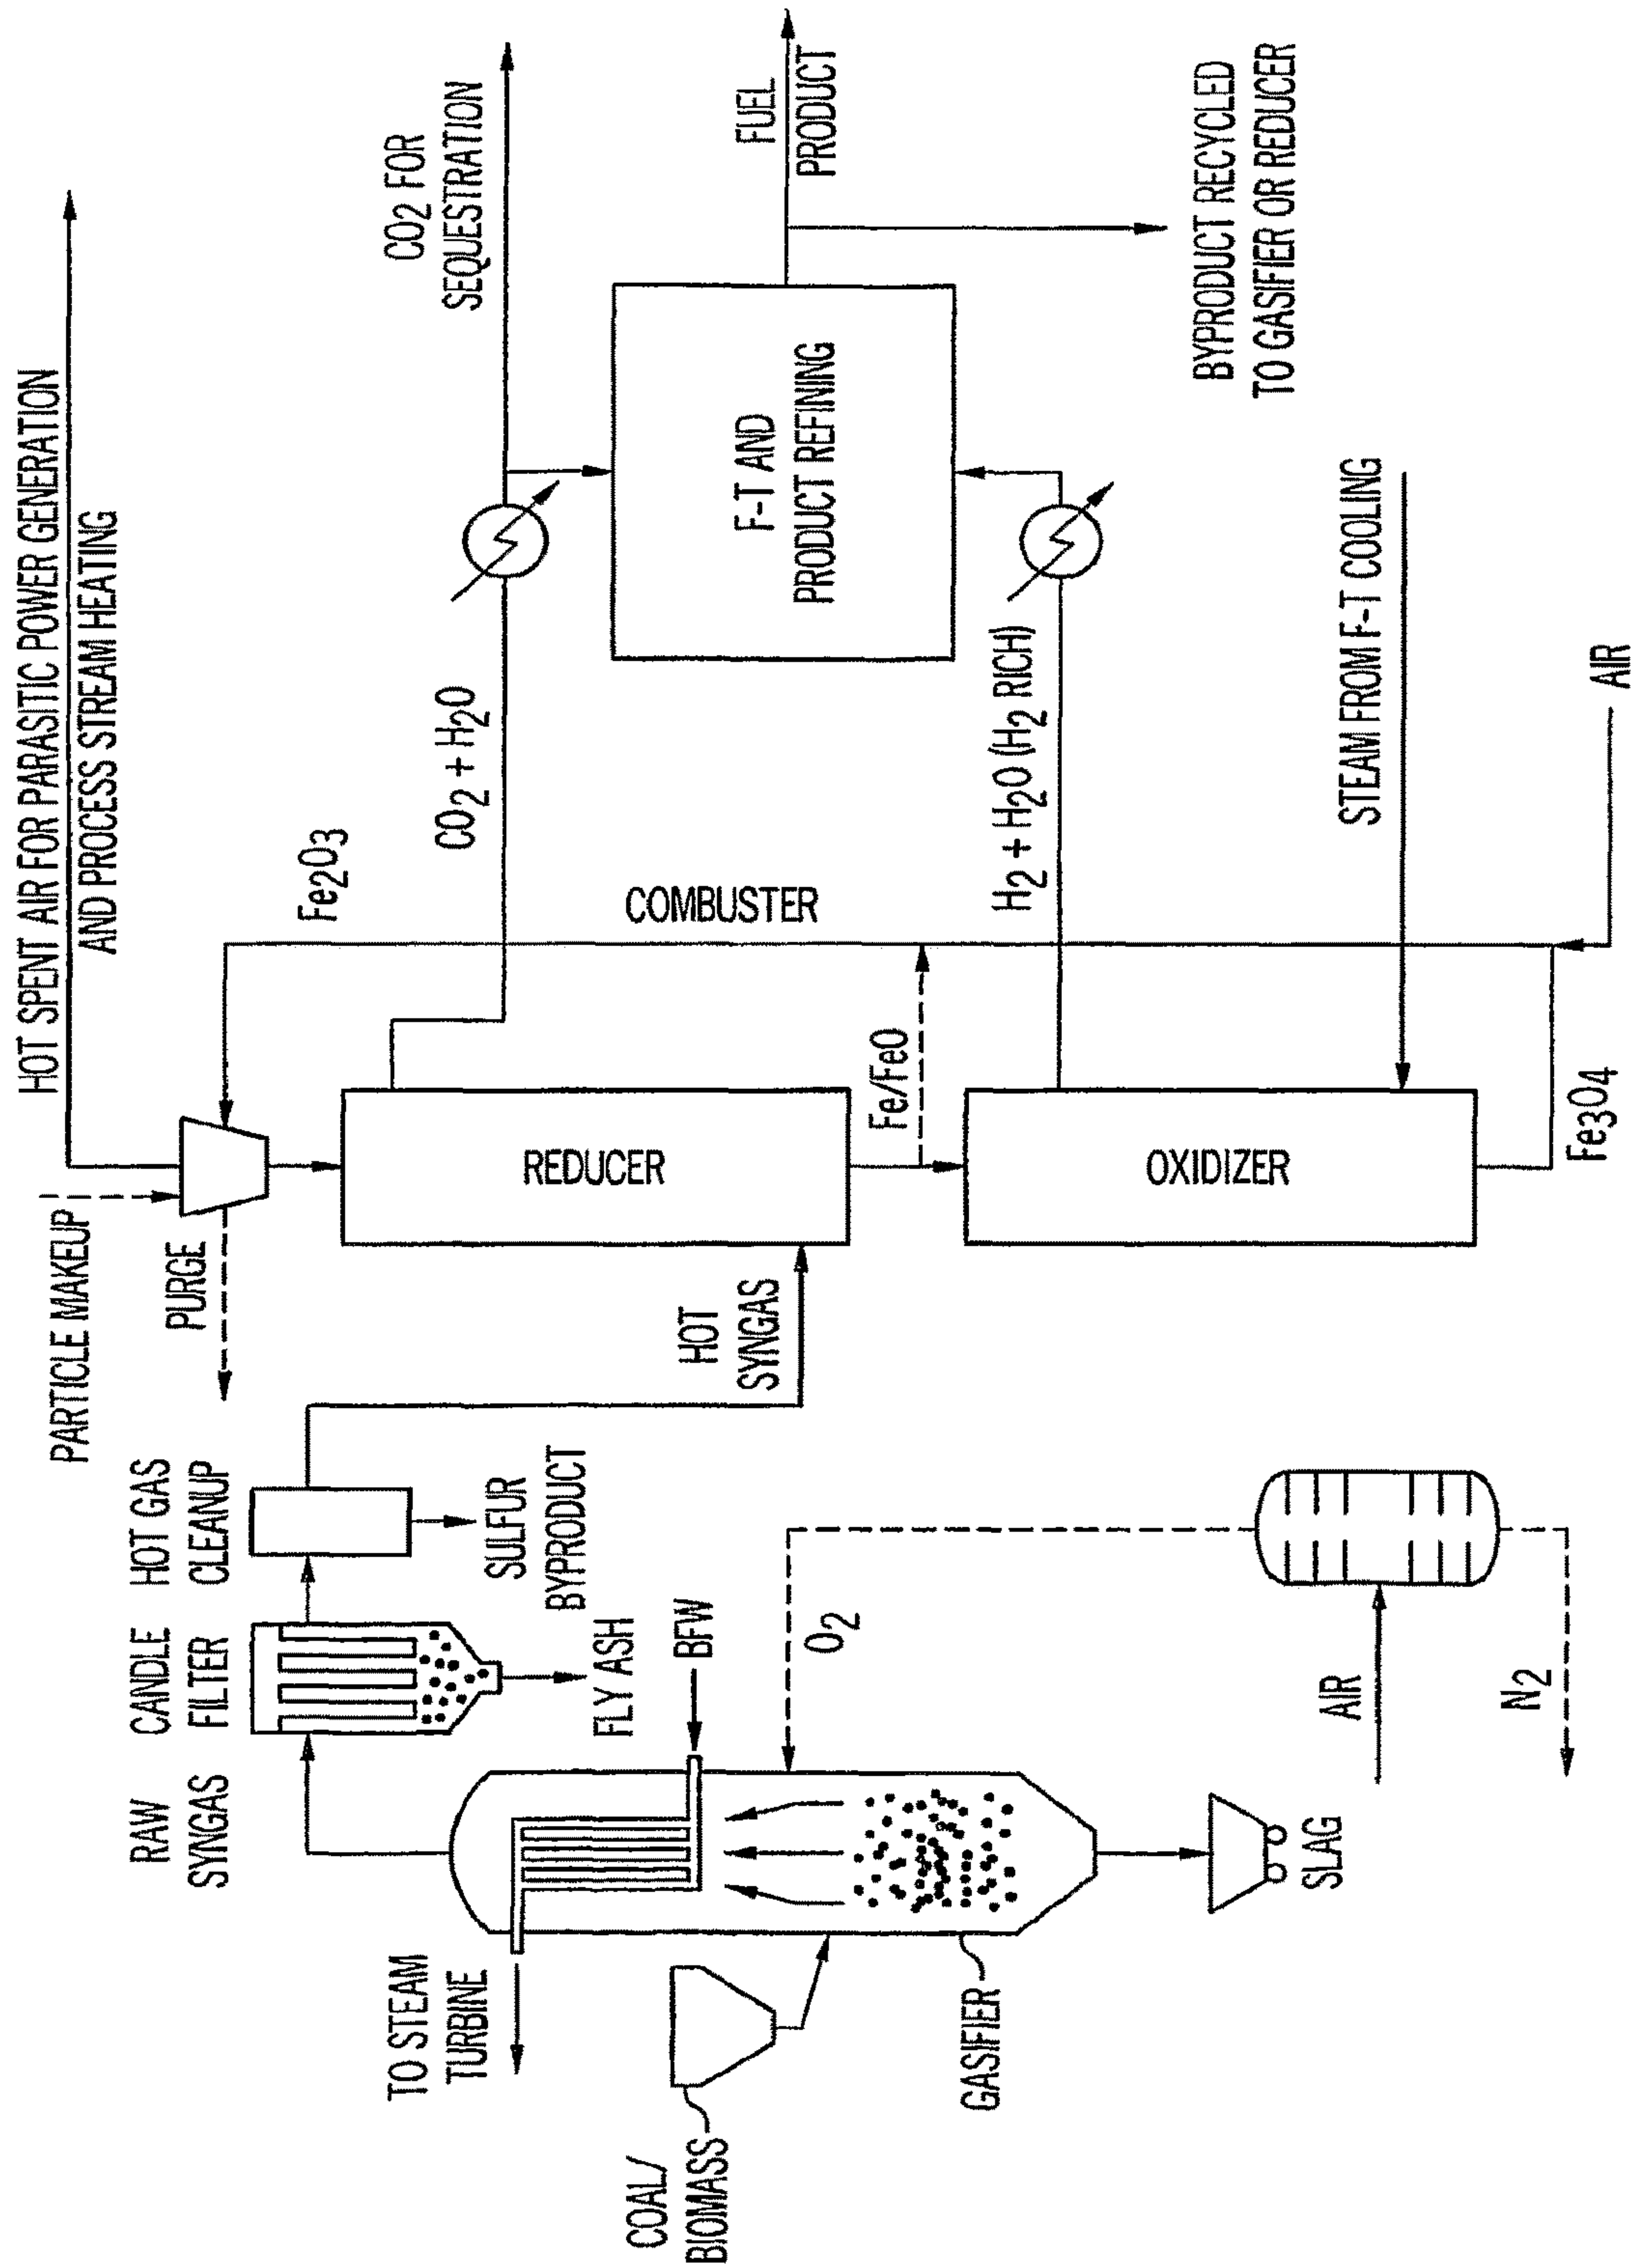 HOT SPENT AIR FOR PARASITIC POWER GENERATION
AND PROCESS STREAM HEATING
PARTICLE MAKEUP
PURGE
RAW
SYNGAS
CANDLE
FILTER
HOT GAS
CLEANUP
Fe2O3
CO2 FOR
SEQUESTRATION
CO2 + H2O
TO STEAM
TURBINE
SULFUR
BYPRODUCT
FLY ASH
BFW
HOT
SYNGAS
REDUCER
COMBUSTER
F-T AND
PRODUCT REFINING
FUEL
PRODUCT
COAL/
BIOMASS
O2
Fe/FeO
H2 + H2O (H2 RICH)
GASIFIER
OXIDIZER
BYPRODUCT RECYCLED
TO GASIFIER OR REDUCER
SLAG
AIR
STEAM FROM F-T COOLING
N2
Fe3O4
AIR